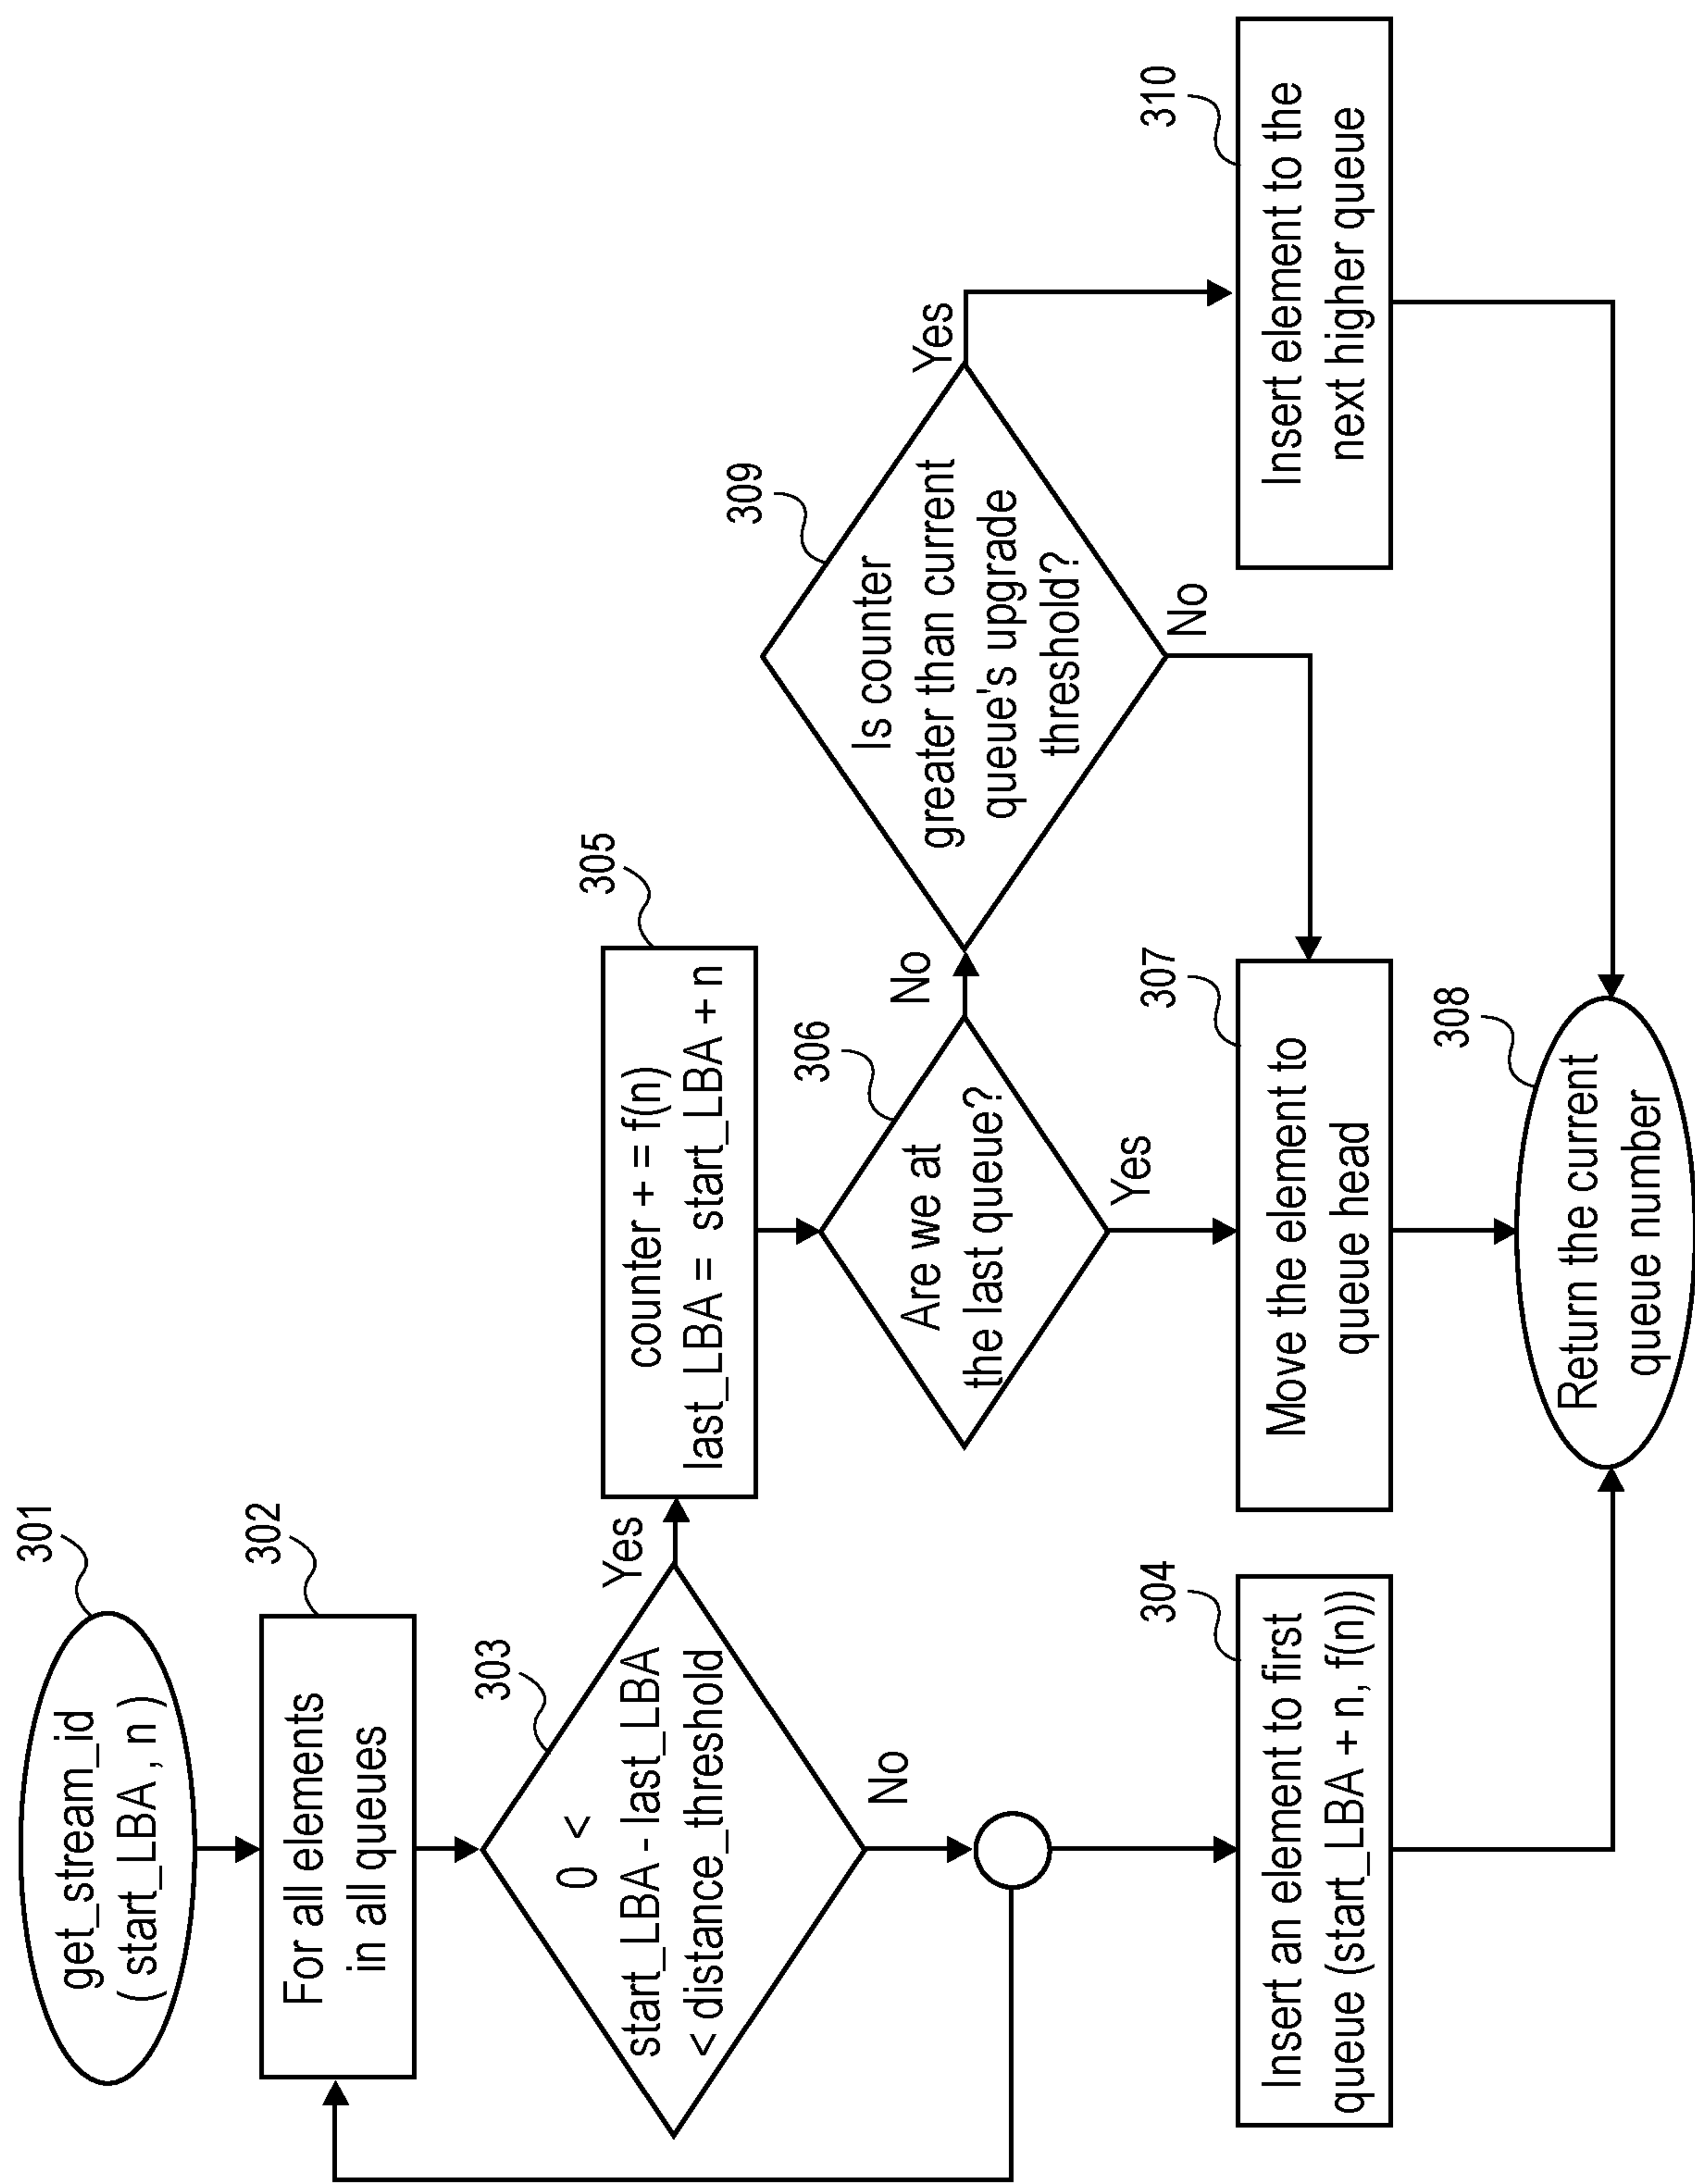 301
get_stream_id
( start_LBA , n )
302
For all elements
in all queues
303
0 <
start_LBA - last_LBA
< distance_threshold
Yes
No
304
Insert an element to first
queue (start_LBA + n, f(n))
305
counter + = f(n)
last_LBA = start_LBA + n
306
Are we at
the last queue?
No
Yes
307
Move the element to
queue head
308
Return the current
queue number
309
Is counter
greater than current
queue's upgrade
threshold?
Yes
No
310
Insert element to the
next higher queue